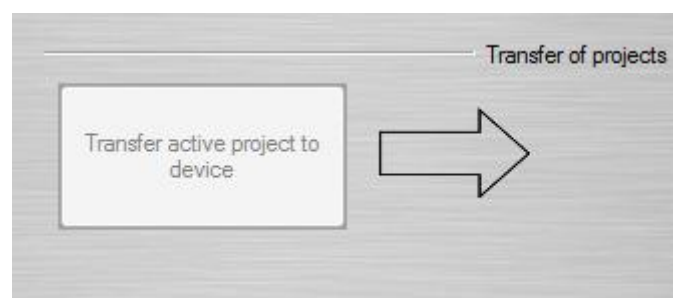 Transfer of projects
Transfer active project to
device